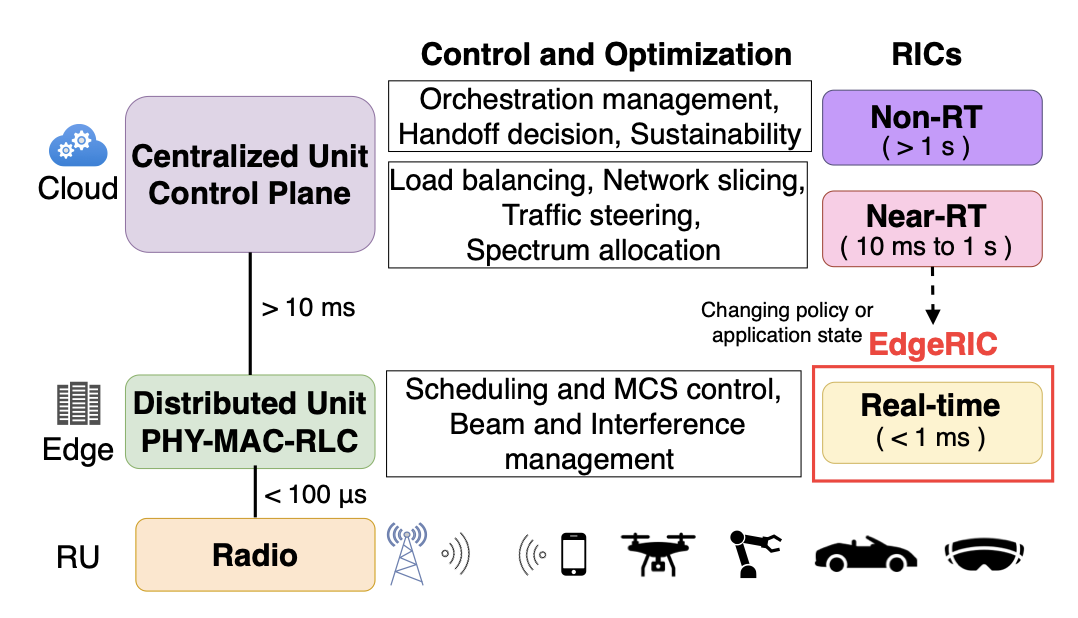 Control and Optimization
RICs
Cloud
Centralized Unit
Control Plane
Orchestration management,
Handoff decision, Sustainability
Non-RT
( > 1 s )
Load balancing, Network slicing,
Traffic steering,
Spectrum allocation
Near-RT
( 10 ms to 1 s )
> 10 ms
Changing policy or
application state
EdgeRIC
Edge
Distributed Unit
PHY-MAC-RLC
Scheduling and MCS control,
Beam and Interference
management
Real-time
( < 1 ms )
< 100 µs
RU
Radio